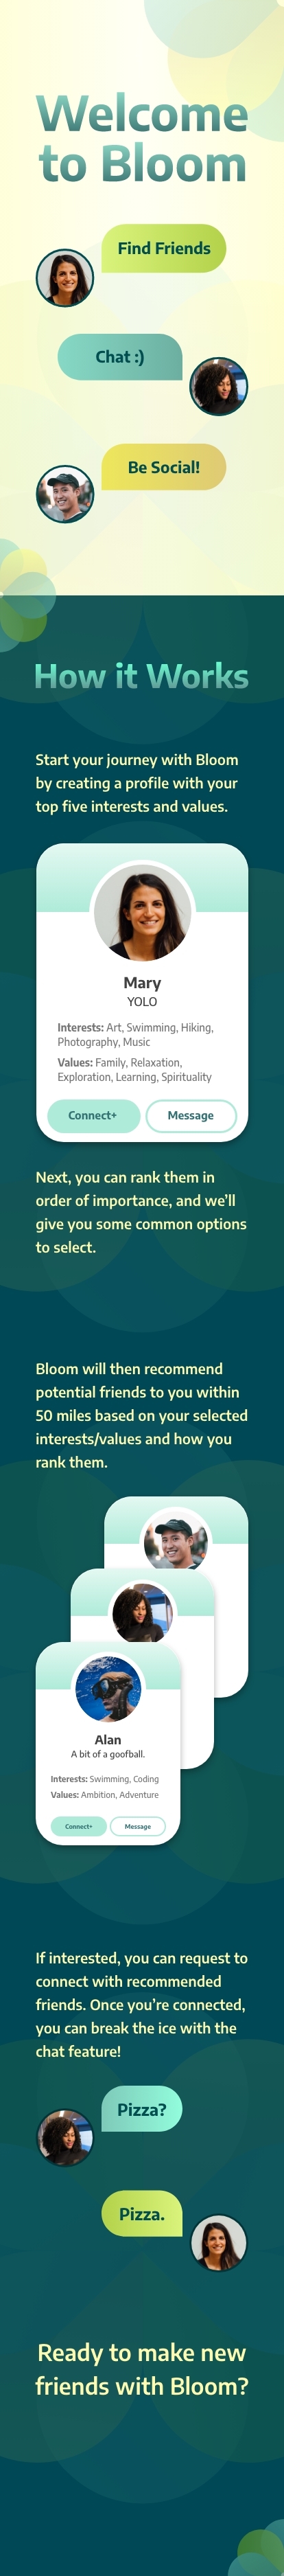 Welcome
to Bloom
Find Friends
Chat :)
Be Social!
How it Works
Start your journey with Bloom
by creating a profile with your
top five interests and values.
Mary
YOLO
Interests: Art, Swimming, Hiking,
Photography, Music
Values: Family, Relaxation,
Exploration, Learning, Spirituality
Connect+
Message
Next, you can rank them in
order of importance, and we'll
give you some common options
to select.
Bloom will then recommend
potential friends to you within
50 miles based on your selected
interests/values and how you
rank them.
Alan
A bit of a goofball.
Interests: Swimming, Coding
Values: Ambition, Adventure
Connect+
Message
If interested, you can request to
connect with recommended
friends. Once you're connected,
you can break the ice with the
chat feature!
Pizza?
Pizza.
Ready to make new
friends with Bloom?